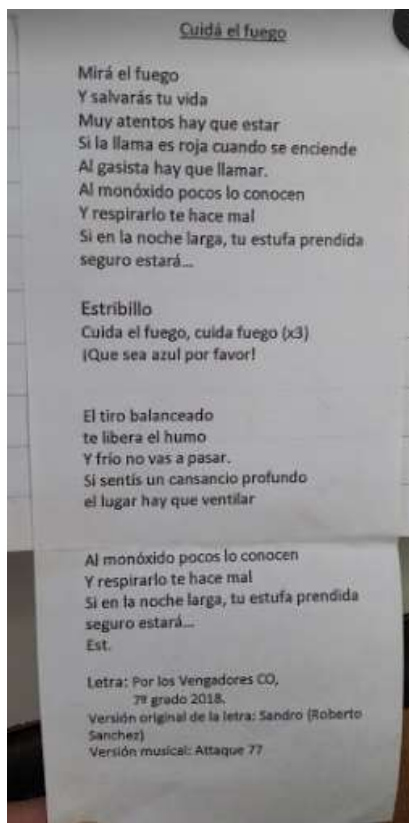 Cuidá el fuego
Mirá el fuego
Y salvarás tu vida
Muy atentos hay que estar
Si la llama es roja cuando se enciende
Al gasista hay que llamar.
Al monóxido pocos lo conocen
Y respirarlo te hace mal
Si en la noche larga, tu estufa prendida
seguro estará...
Estribillo
Cuida el fuego, cuida fuego (x3)
¡Que sea azul por favor!
El tiro balanceado
te libera el humo
Y frío no vas a pasar.
Si sentís un cansancio profundo
el lugar hay que ventilar
Al monóxido pocos lo conocen
Y respirarlo te hace mal
Si en la noche larga, tu estufa prendida
seguro estará...
Est.
Letra: Por los Vengadores CO,
7º grado 2018.
Versión original de la letra: Sandro (Roberto
Sanchez)
Versión musical: Attaque 77